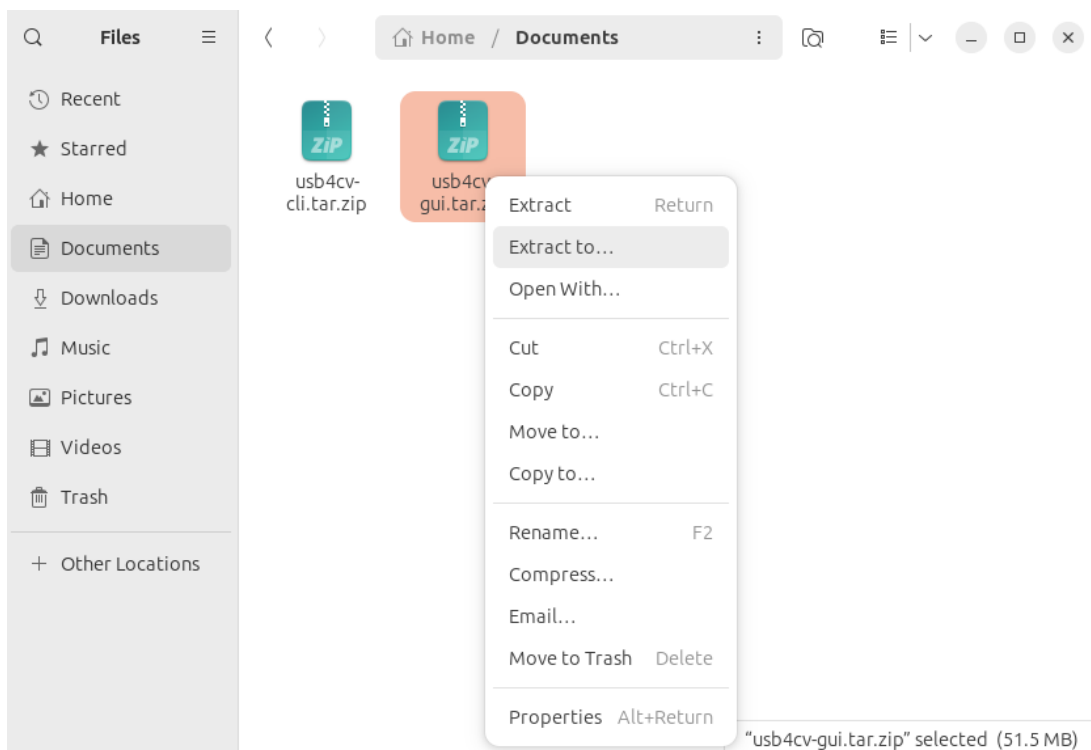 Files
Home / Documents
Recent
Starred
Home
Documents
Downloads
Music
Pictures
Videos
Trash
+ Other Locations
ZiP
usb4cv-
cli.tar.zip
ZiP
usb4cv
gui.tar.z
Extract Return
Extract to...
Open With...
Cut Ctrl+X
Copy Ctrl+C
Move to...
Copy to...
Rename... F2
Compress...
Email...
Move to Trash Delete
Properties Alt+Return
"usb4cv-gui.tar.zip" selected (51.5 MB)